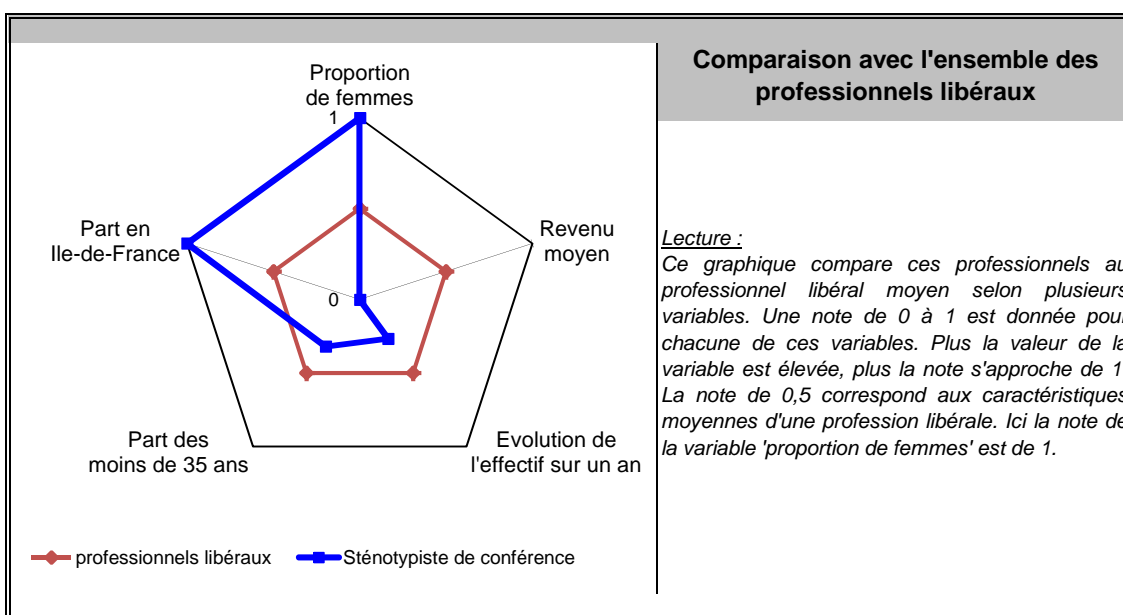 Comparaison avec l'ensemble des
professionnels libéraux
Proportion
de femmes
1
Part en
Ile-de-France
Revenu
moyen
0
Part des
moins de 35 ans
Evolution de
l'effectif sur un an
professionnels libéraux
Sténotypiste de conférence
Lecture :
Ce graphique compare ces professionnels au
professionnel libéral moyen selon plusieurs
variables. Une note de 0 à 1 est donnée pour
chacune de ces variables. Plus la valeur de la
variable est élevée, plus la note s'approche de 1
La note de 0,5 correspond aux caractéristiques
moyennes d'une profession libérale. Ici la note de
la variable 'proportion de femmes' est de 1.